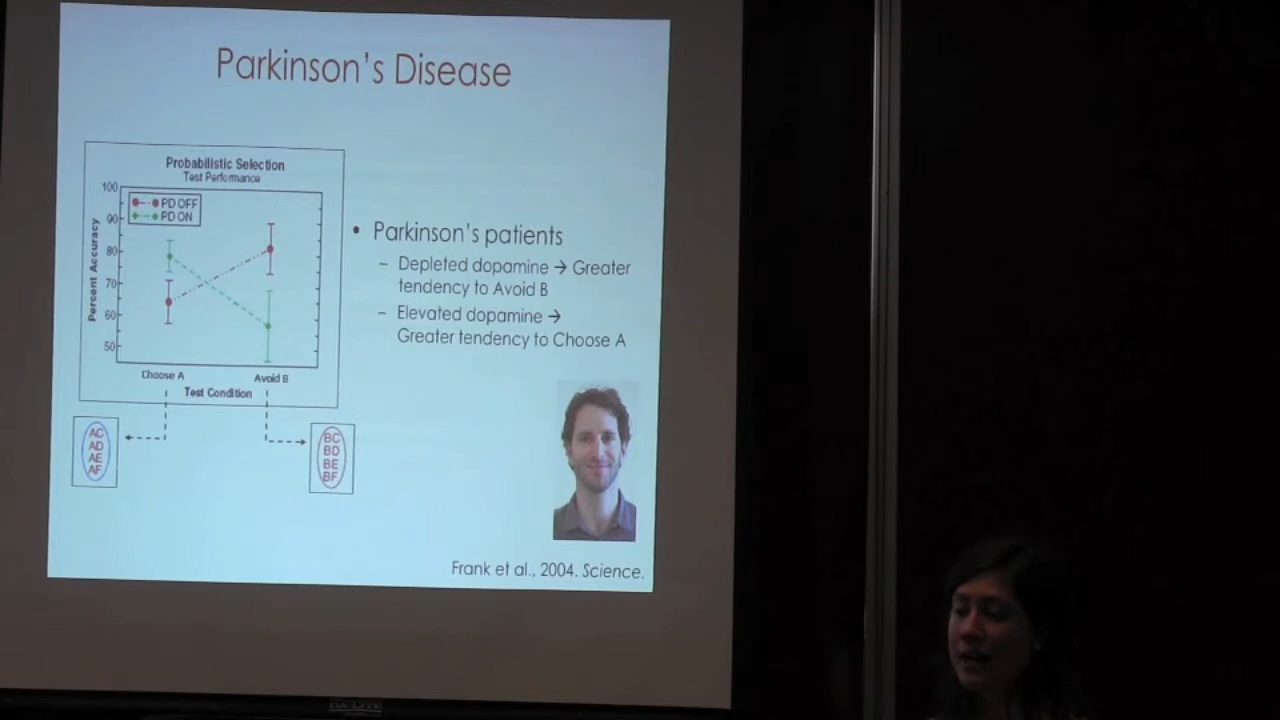 Parkinson's Disease
Probabilistic Selection
Test Performance
100
90
80
70
60
50
Percent Accuracy
PD OFF
PD ON
Choose A
Avoid B
Test Condition
AC
AD
AE
AF
BC
BD
BE
BF
• Parkinson's patients
– Depleted dopamine → Greater
tendency to Avoid B
– Elevated dopamine →
Greater tendency to Choose A
Frank et al., 2004. Science.
DA-LITE